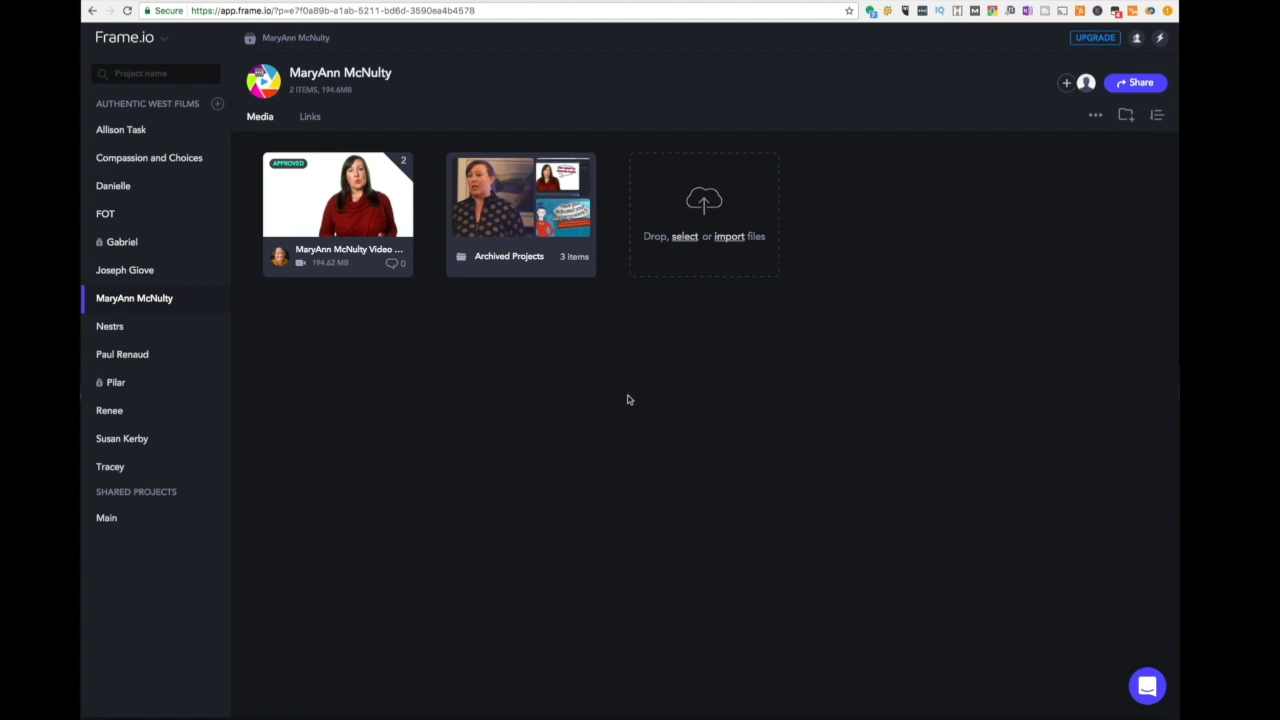 Secure https://app.frame.io/?p=e7f0a89b-a1ab-5211-bd6d-3590ea4b4578
Frame.io
MaryAnn McNulty
UPGRADE
Project name
MaryAnn McNulty
2 ITEMS, 194.6MB
Share
AUTHENTIC WEST FILMS
Media Links
Allison Task
Compassion and Choices
Danielle
FOT
Gabriel
Joseph Giove
MaryAnn McNulty
Nestrs
Paul Renaud
Pilar
Renee
Susan Kerby
Tracey
SHARED PROJECTS
Main
APPROVED
2
MaryAnn McNulty Video ...
194.62 MB
0
Archived Projects 3 items
Drop, select or import files